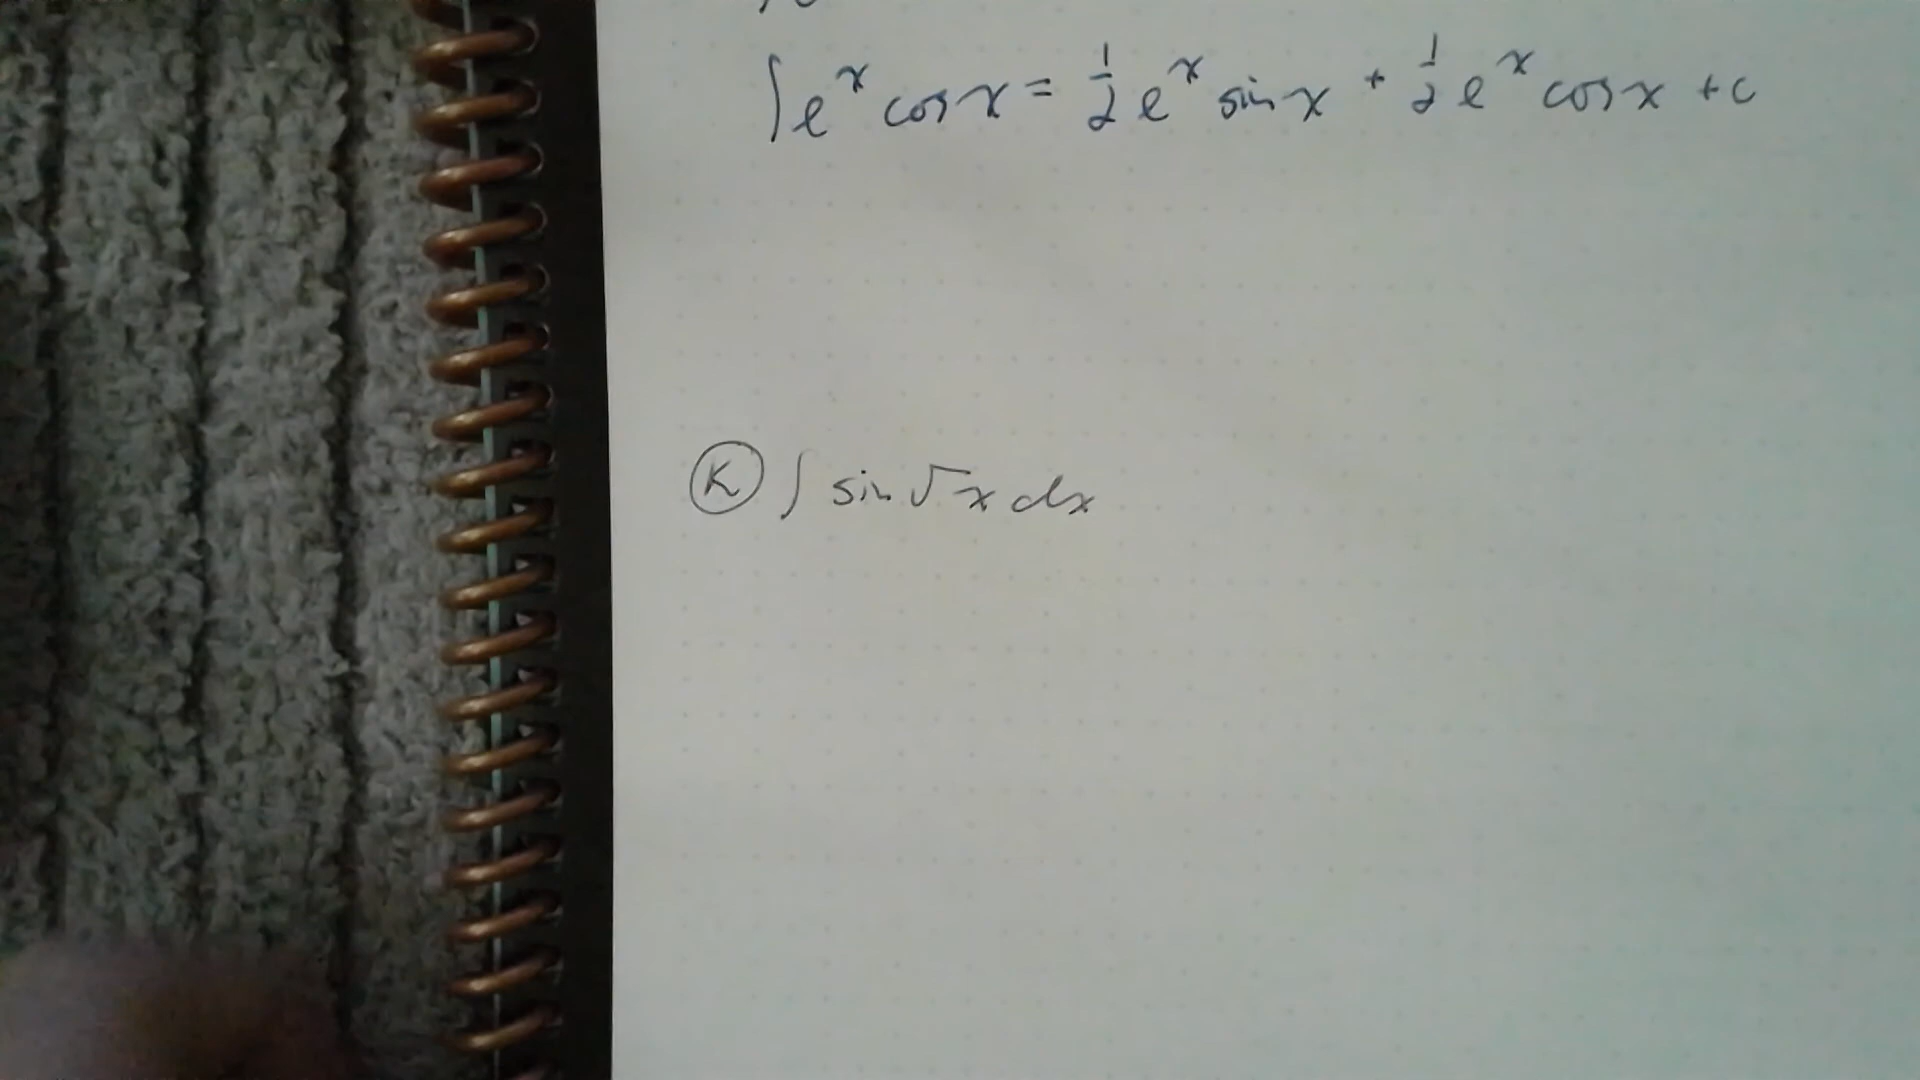 ∫e^x cos x = 1/2 e^x sin x + 1/2 e^x cos x + c
Ⓚ ∫ sin √x dx